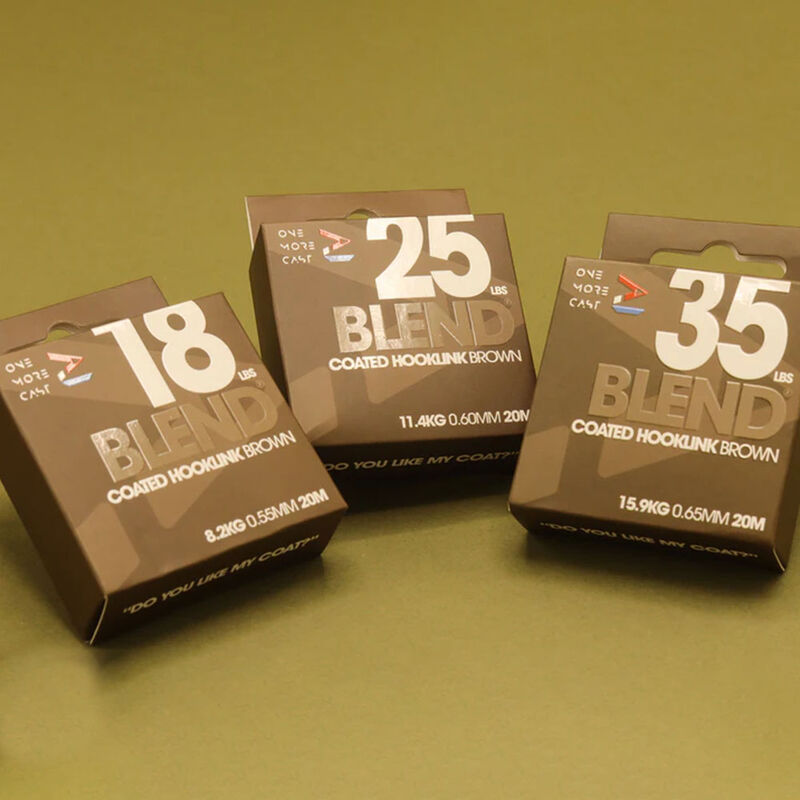 ONE
MORE
CAST
18 LBS
BLEND®
COATED HOOKLINK BROWN
8.2KG 0.55MM 20M
"DO YOU LIKE MY COAT?"
ONE
MORE
CAST
25 LBS
BLEND®
COATED HOOKLINK BROWN
11.4KG 0.60MM 20M
DO YOU LIKE MY COAT?"
ONE
MORE
CAST
35 LBS
BLEND®
COATED HOOKLINK BROWN
15.9KG 0.65MM 20M
"DO YOU LIKE MY COAT?"